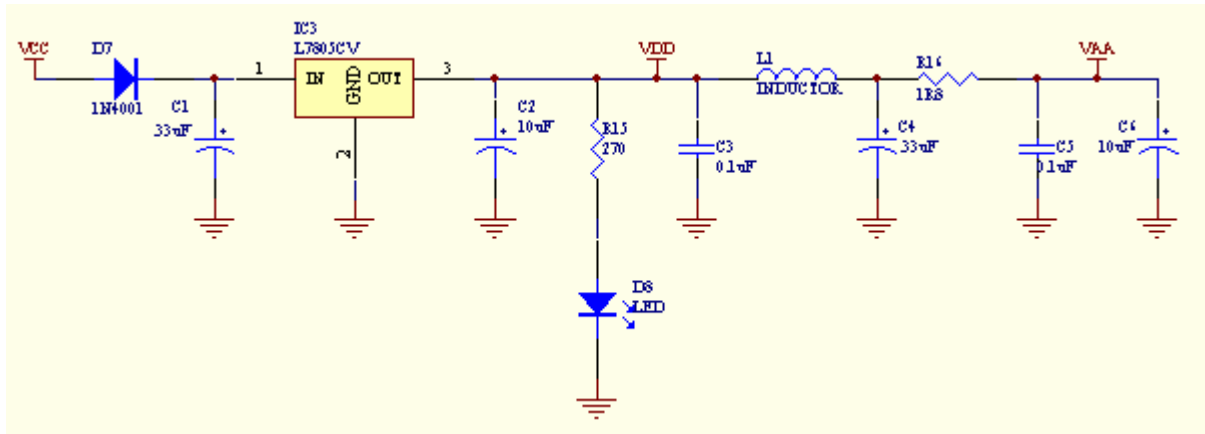 IC3
VCC
D7
L7805CV
VDD
L1
R16
VAA
1
IN
GND
OUT
3
1N4001
INDUCTOR
1R8
C1
33uF
2
C2
10uF
R15
270
C3
0.1uF
C4
33uF
C5
0.1uF
C6
10uF
D8
LED